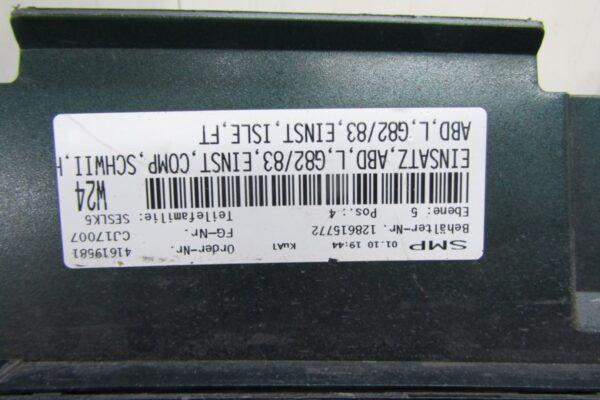 SMP 01.10 19:44 KuA1 Order-Nr. 41619581
Behälter-Nr. 128615772 FG-Nr. CJ17007
Ebene: 5 Pos.: 4 Teilefamilie: SESLK5
W24
EINSATZ,ABD,L,G82/83,EINST,COMP,SCHWII,H
ABD,L,G82/83,EINST,ISLE,FT